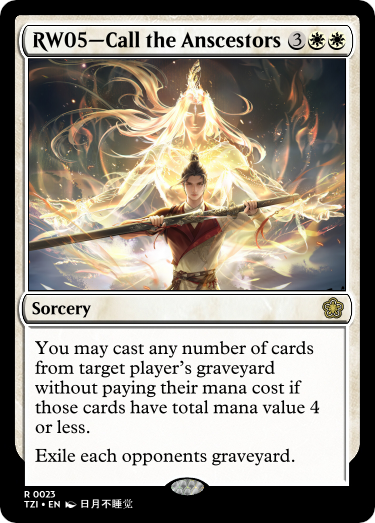 RW05—Call the Anscestors 3
Sorcery
You may cast any number of cards
from target player's graveyard
without paying their mana cost if
those cards have total mana value 4
or less.
Exile each opponents graveyard.
R 0023
TZI • EN 日月不睡觉